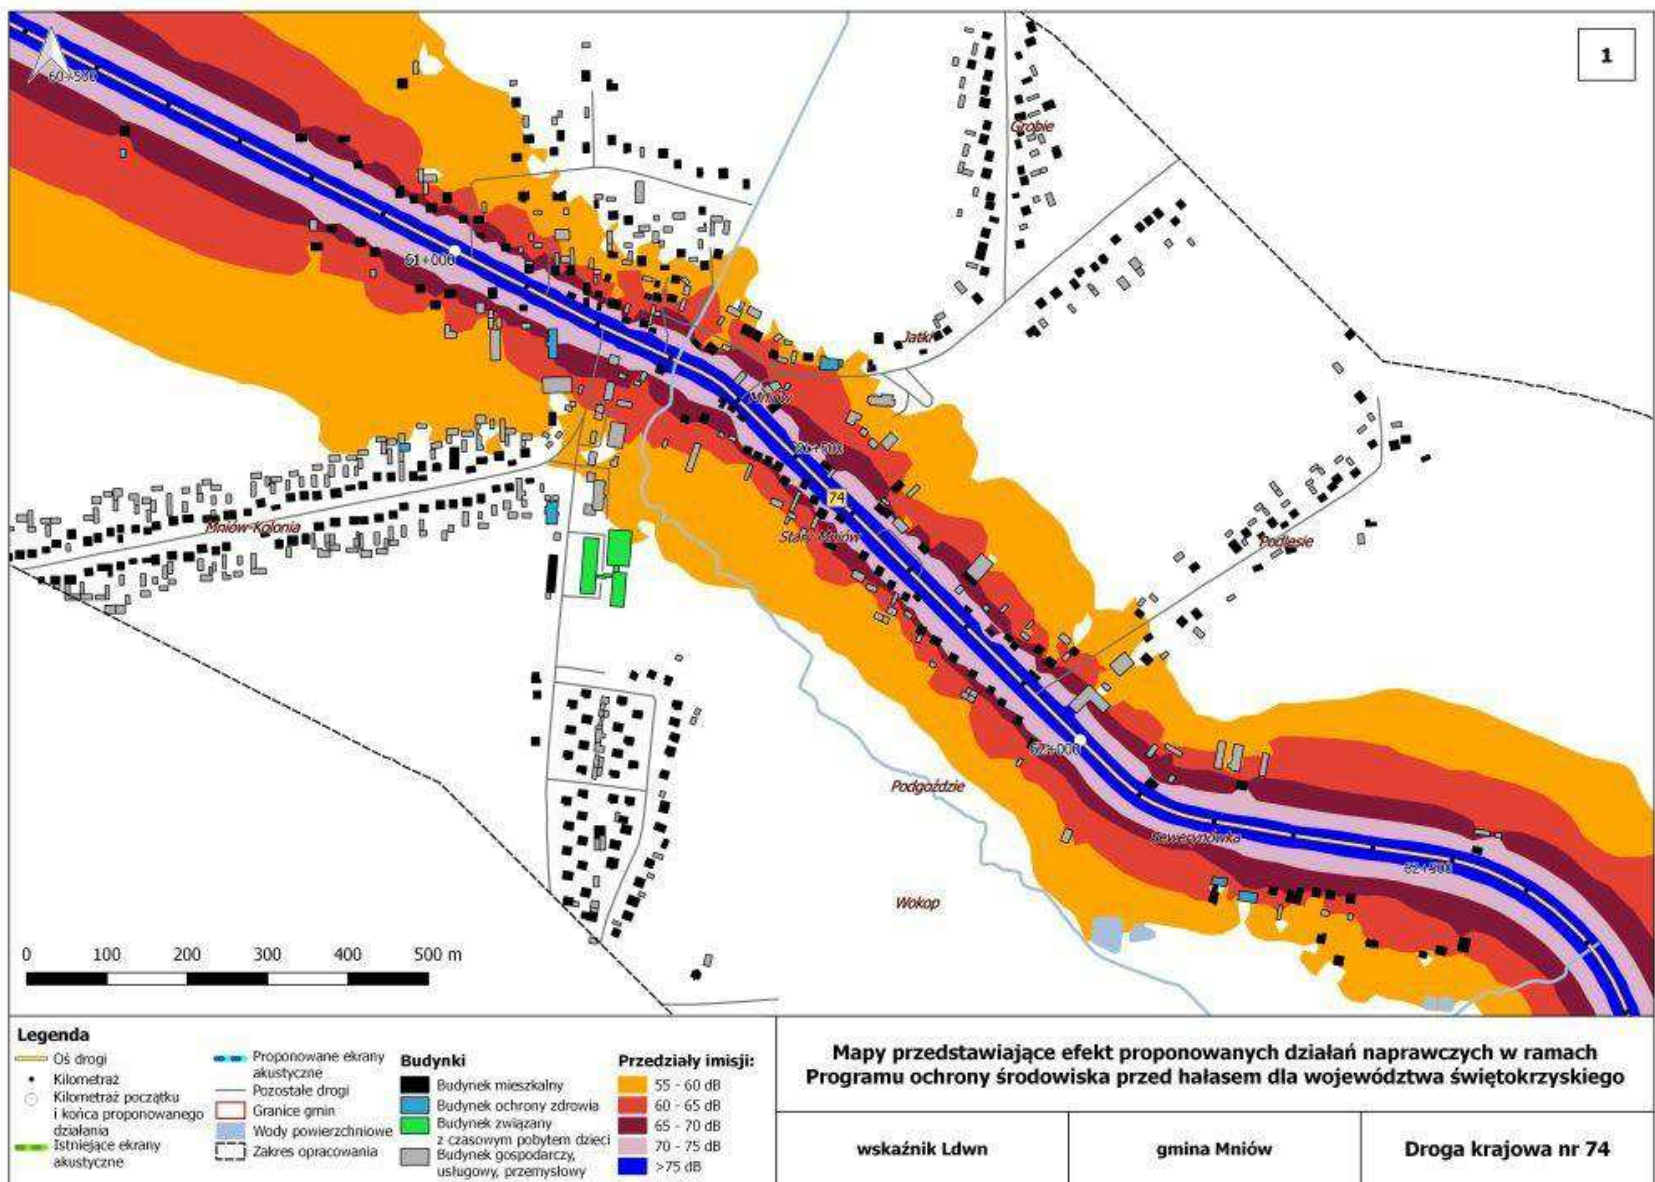 1
60+500
Grobie
61+000
Jatki
Mniów
61+500
74
Stary Mniów
Mniów-Kolonia
Podlesie
62+000
Podgoździe
Sewerynówka
62+500
Wokop
0 100 200 300 400 500 m
Legenda
Oś drogi
Kilometraż
Kilometraż początku
i końca proponowanego
działania
Istniejące ekrany
akustyczne
Proponowane ekrany
akustyczne
Pozostałe drogi
Granice gmin
Wody powierzchniowe
Zakres opracowania
Budynki
Budynek mieszkalny
Budynek ochrony zdrowia
Budynek związany
z czasowym pobytem dzieci
Budynek gospodarczy,
usługowy, przemysłowy
Przedziały imisji:
55 - 60 dB
60 - 65 dB
65 - 70 dB
70 - 75 dB
>75 dB
Mapy przedstawiające efekt proponowanych działań naprawczych w ramach
Programu ochrony środowiska przed hałasem dla województwa świętokrzyskiego
wskaźnik Ldwn
gmina Mniów
Droga krajowa nr 74